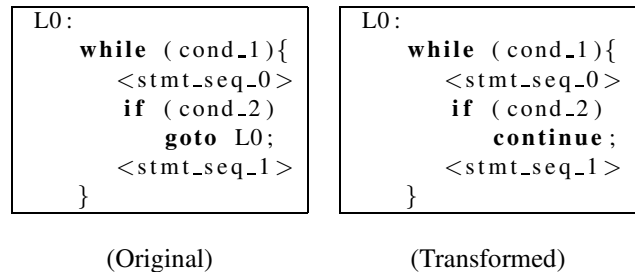 L0:
while (cond_1){
<stmt_seq_0>
if (cond_2)
goto L0;
<stmt_seq_1>
}
(Original)
L0:
while (cond_1){
<stmt_seq_0>
if (cond_2)
continue;
<stmt_seq_1>
}
(Transformed)